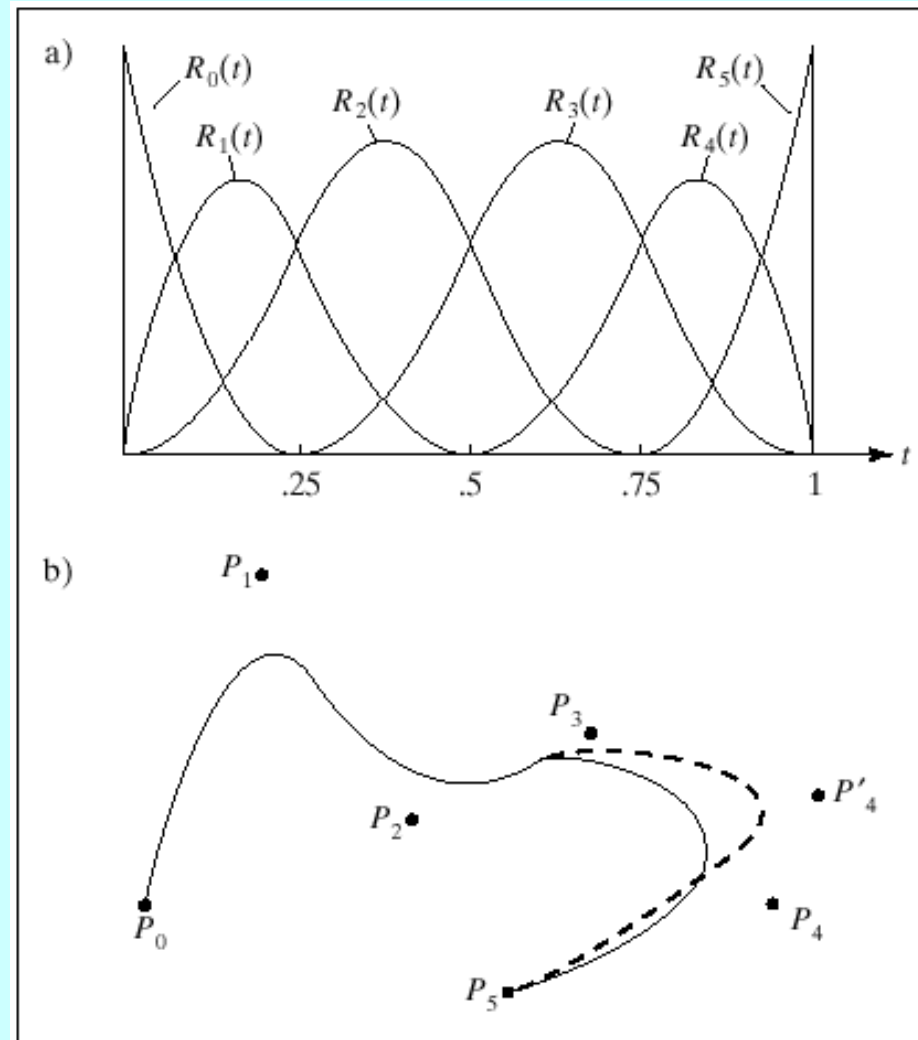 a)
R0(t)
R5(t)
R2(t)
R3(t)
R1(t)
R4(t)
t
.25 .5 .75 1
b)
P1
P3
P'4
P2
P4
P0
P5